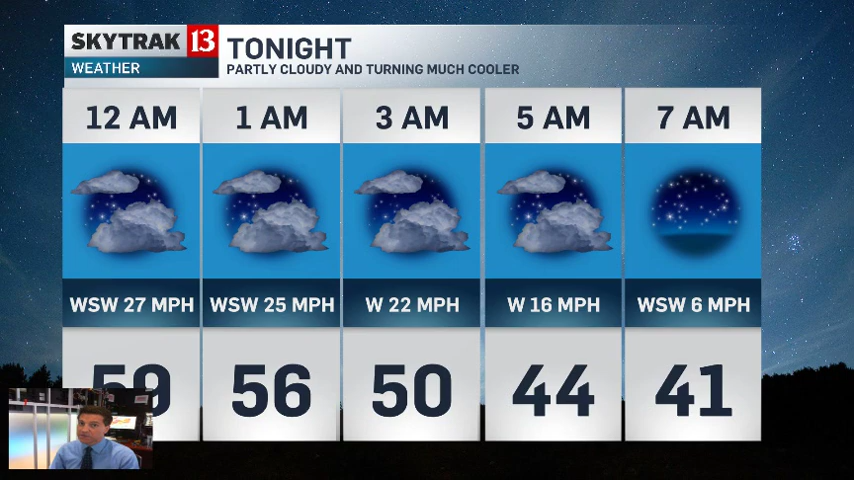 SKYTRAK 13
WEATHER
TONIGHT
PARTLY CLOUDY AND TURNING MUCH COOLER
12 AM 1 AM 3 AM 5 AM 7 AM
WSW 27 MPH WSW 25 MPH W 22 MPH W 16 MPH WSW 6 MPH
59 56 50 44 41